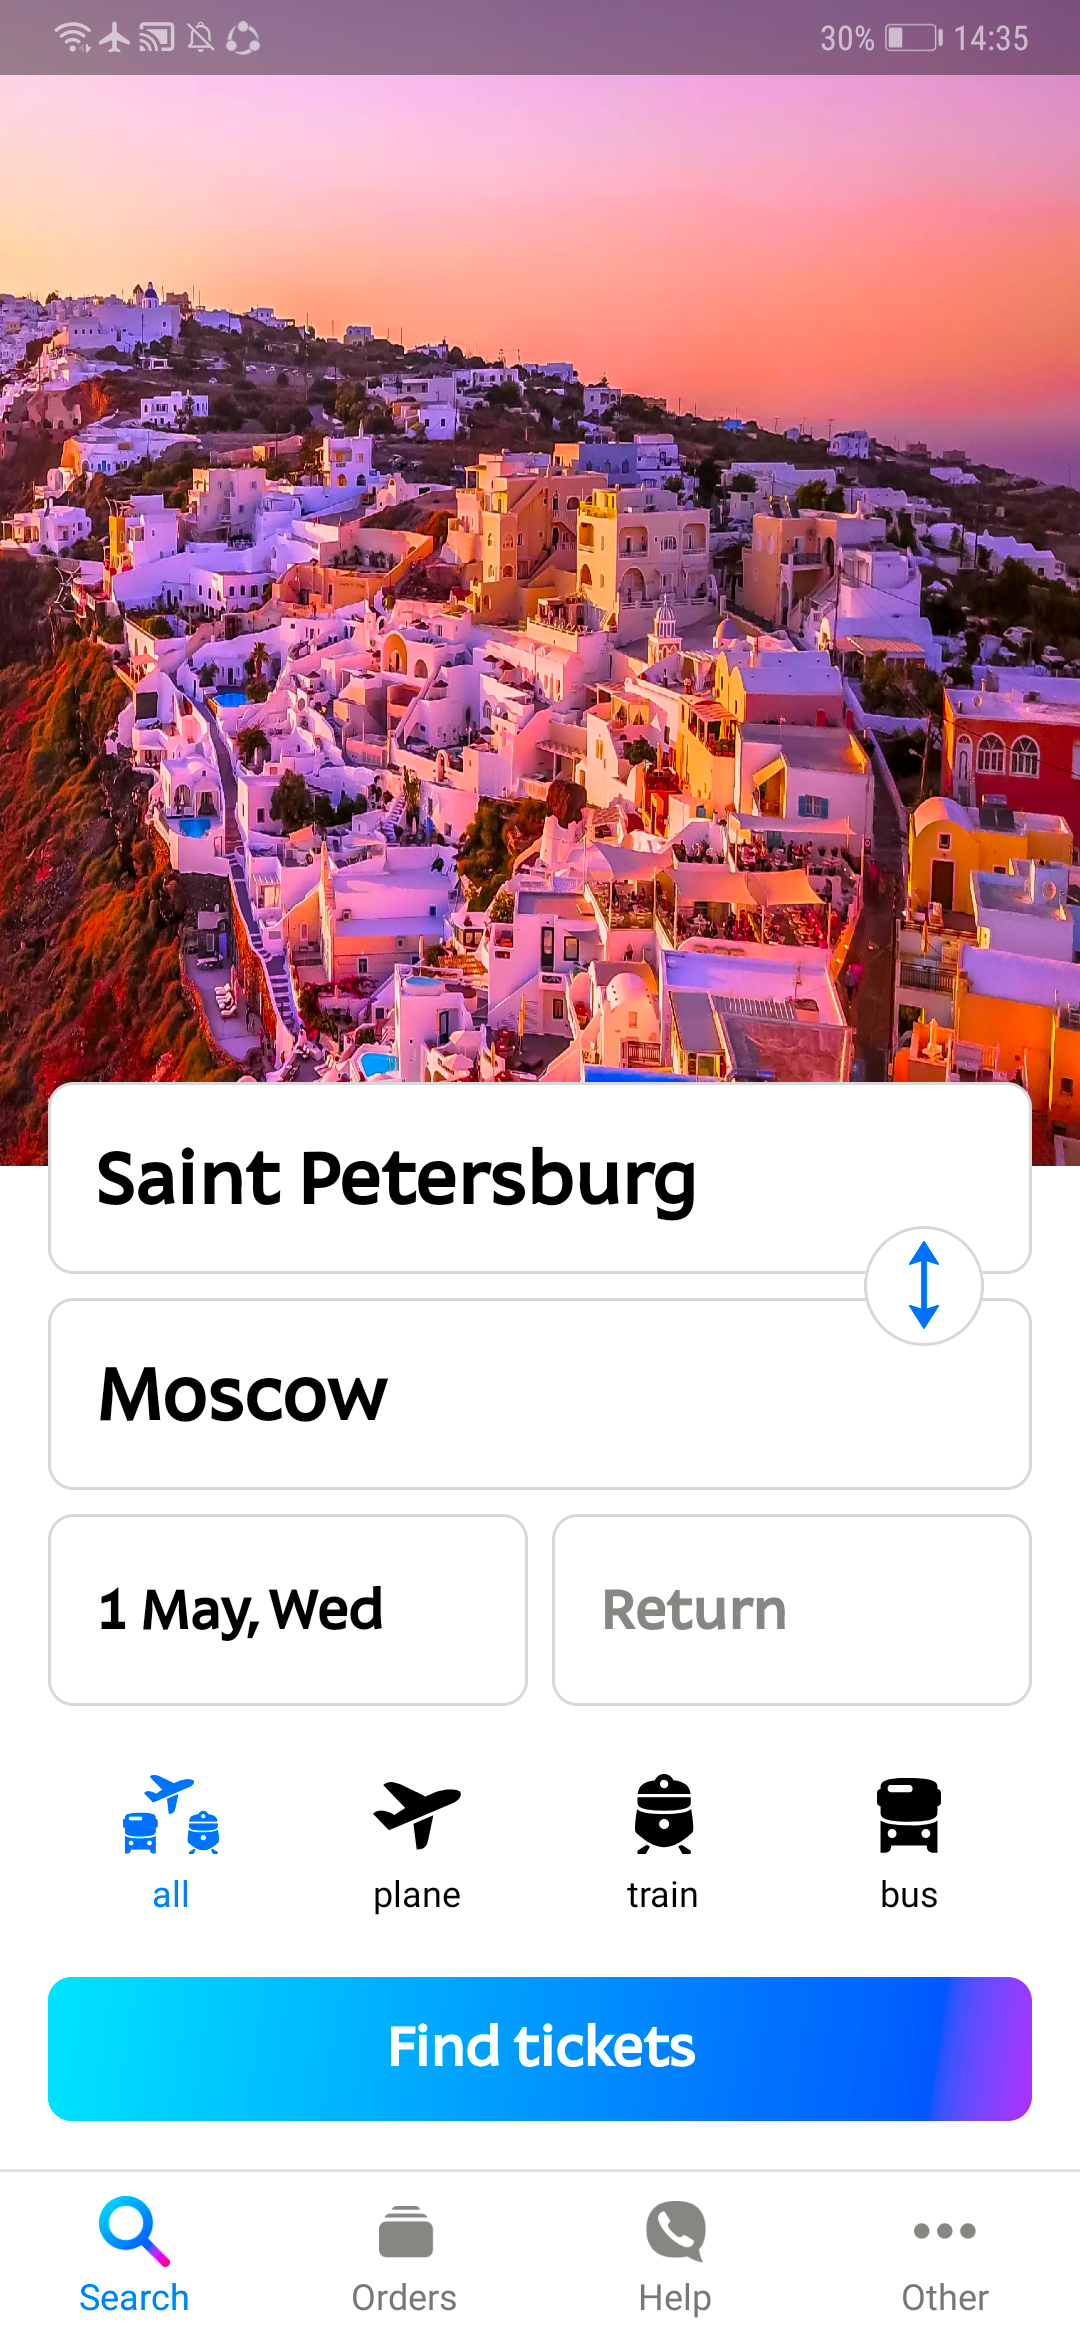 30% 14:35
Saint Petersburg
Moscow
1 May, Wed
Return
all
plane
train
bus
Find tickets
Search
Orders
Help
Other